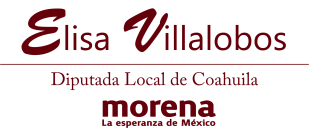 Elisa Villalobos
Diputada Local de Coahuila
morena
La esperanza de México